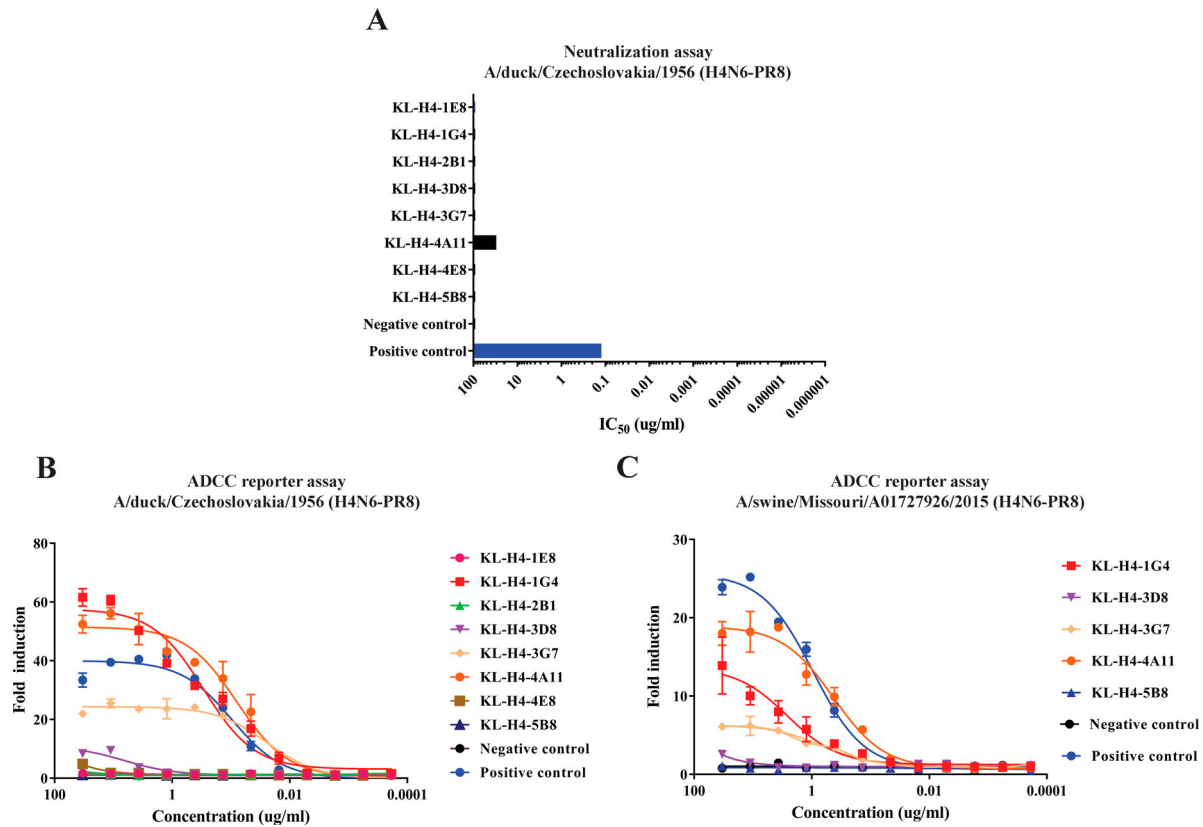 A
Neutralization assay
A/duck/Czechoslovakia/1956 (H4N6-PR8)
KL-H4-1E8
KL-H4-1G4
KL-H4-2B1
KL-H4-3D8
KL-H4-3G7
KL-H4-4A11
KL-H4-4E8
KL-H4-5B8
Negative control
Positive control
100 10 1 0.1 0.01 0.001 0.0001 0.00001 0.000001
IC50 (ug/ml)
B
ADCC reporter assay
A/duck/Czechoslovakia/1956 (H4N6-PR8)
Fold induction
80
60
40
20
0
100 1 0.01 0.0001
Concentration (ug/ml)
KL-H4-1E8
KL-H4-1G4
KL-H4-2B1
KL-H4-3D8
KL-H4-3G7
KL-H4-4A11
KL-H4-4E8
KL-H4-5B8
Negative control
Positive control
C
ADCC reporter assay
A/swine/Missouri/A01727926/2015 (H4N6-PR8)
Fold induction
30
20
10
0
100 1 0.01 0.0001
Concentration (ug/ml)
KL-H4-1G4
KL-H4-3D8
KL-H4-3G7
KL-H4-4A11
KL-H4-5B8
Negative control
Positive control